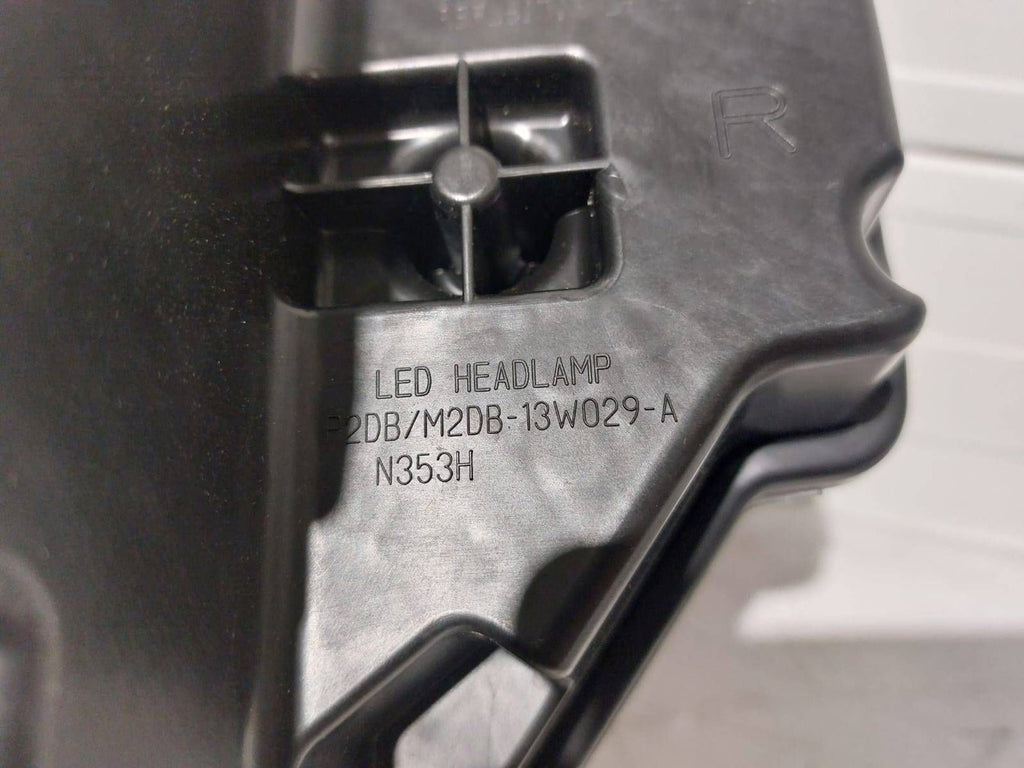 R
LED HEADLAMP
P2DB/M2DB-13W029-A
N353H